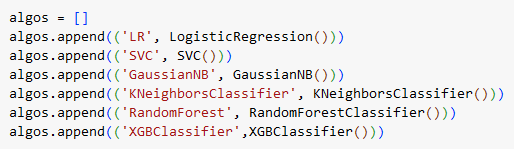 algos = []
algos.append(('LR', LogisticRegression()))
algos.append(('SVC', SVC()))
algos.append(('GaussianNB', GaussianNB()))
algos.append(('KNeighborsClassifier', KNeighborsClassifier()))
algos.append(('RandomForest', RandomForestClassifier()))
algos.append(('XGBClassifier',XGBClassifier()))